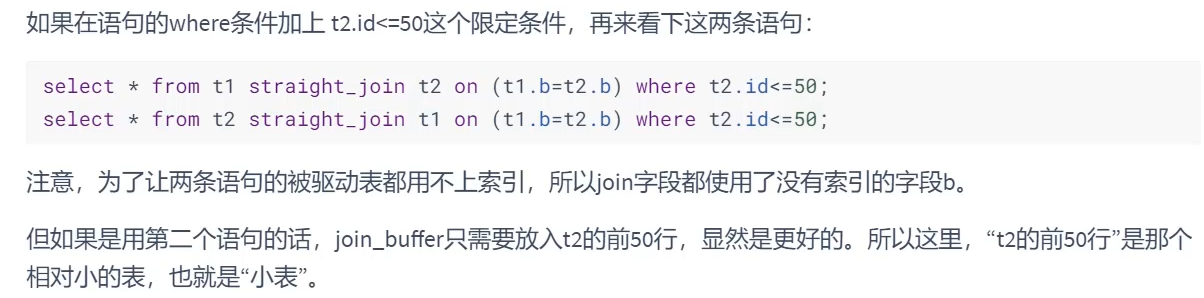 如果在语句的where条件加上 t2.id<=50这个限定条件，再来看下这两条语句：
select * from t1 straight_join t2 on (t1.b=t2.b) where t2.id<=50;
select * from t2 straight_join t1 on (t1.b=t2.b) where t2.id<=50;
注意，为了让两条语句的被驱动表都用不上索引，所以join字段都使用了没有索引的字段b。
但如果是用第二个语句的话，join_buffer只需要放入t2的前50行，显然是更好的。所以这里，“t2的前50行”是那个
相对小的表，也就是“小表”。